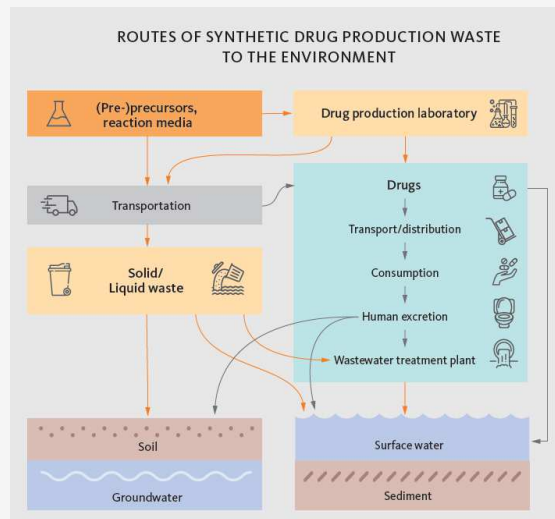 ROUTES OF SYNTHETIC DRUG PRODUCTION WASTE
TO THE ENVIRONMENT
(Pre-)precursors,
reaction media
Drug production laboratory
Transportation
Drugs
Transport/distribution
Solid/
Liquid waste
Consumption
Human excretion
Wastewater treatment plant
Soil
Surface water
Groundwater
Sediment